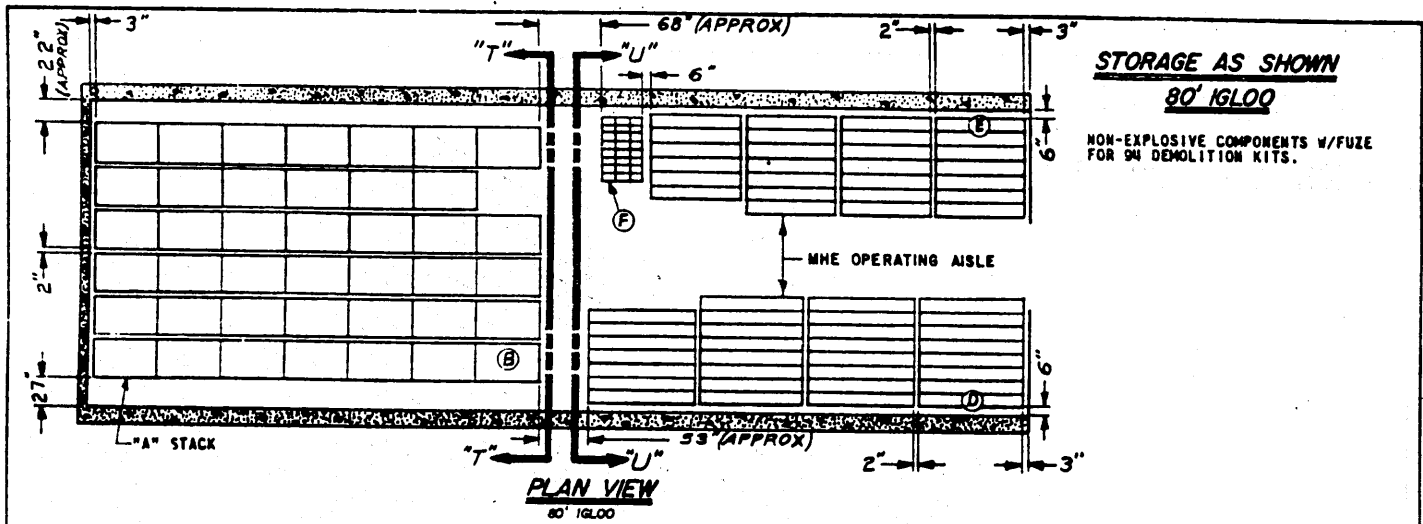 3"
68"(APPROX)
2"
3"
22"
(APPROX)
"T"
"U"
6"
STORAGE AS SHOWN
80' IGLOO
E
6"
NON-EXPLOSIVE COMPONENTS W/FUZE
FOR 94 DEMOLITION KITS.
F
MHE OPERATING AISLE
2"
B
6"
27"
D
"A" STACK
53"(APPROX)
"T"
"U"
2"
3"
PLAN VIEW
80' IGLOO